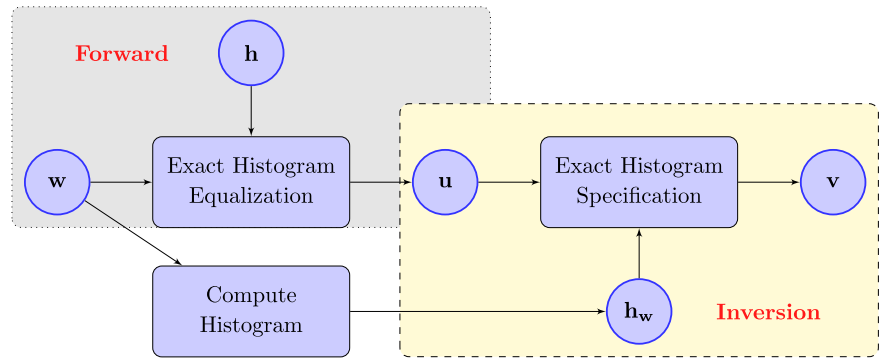 Forward
h
w
Exact Histogram
Equalization
u
Exact Histogram
Specification
v
Compute
Histogram
h_w
Inversion